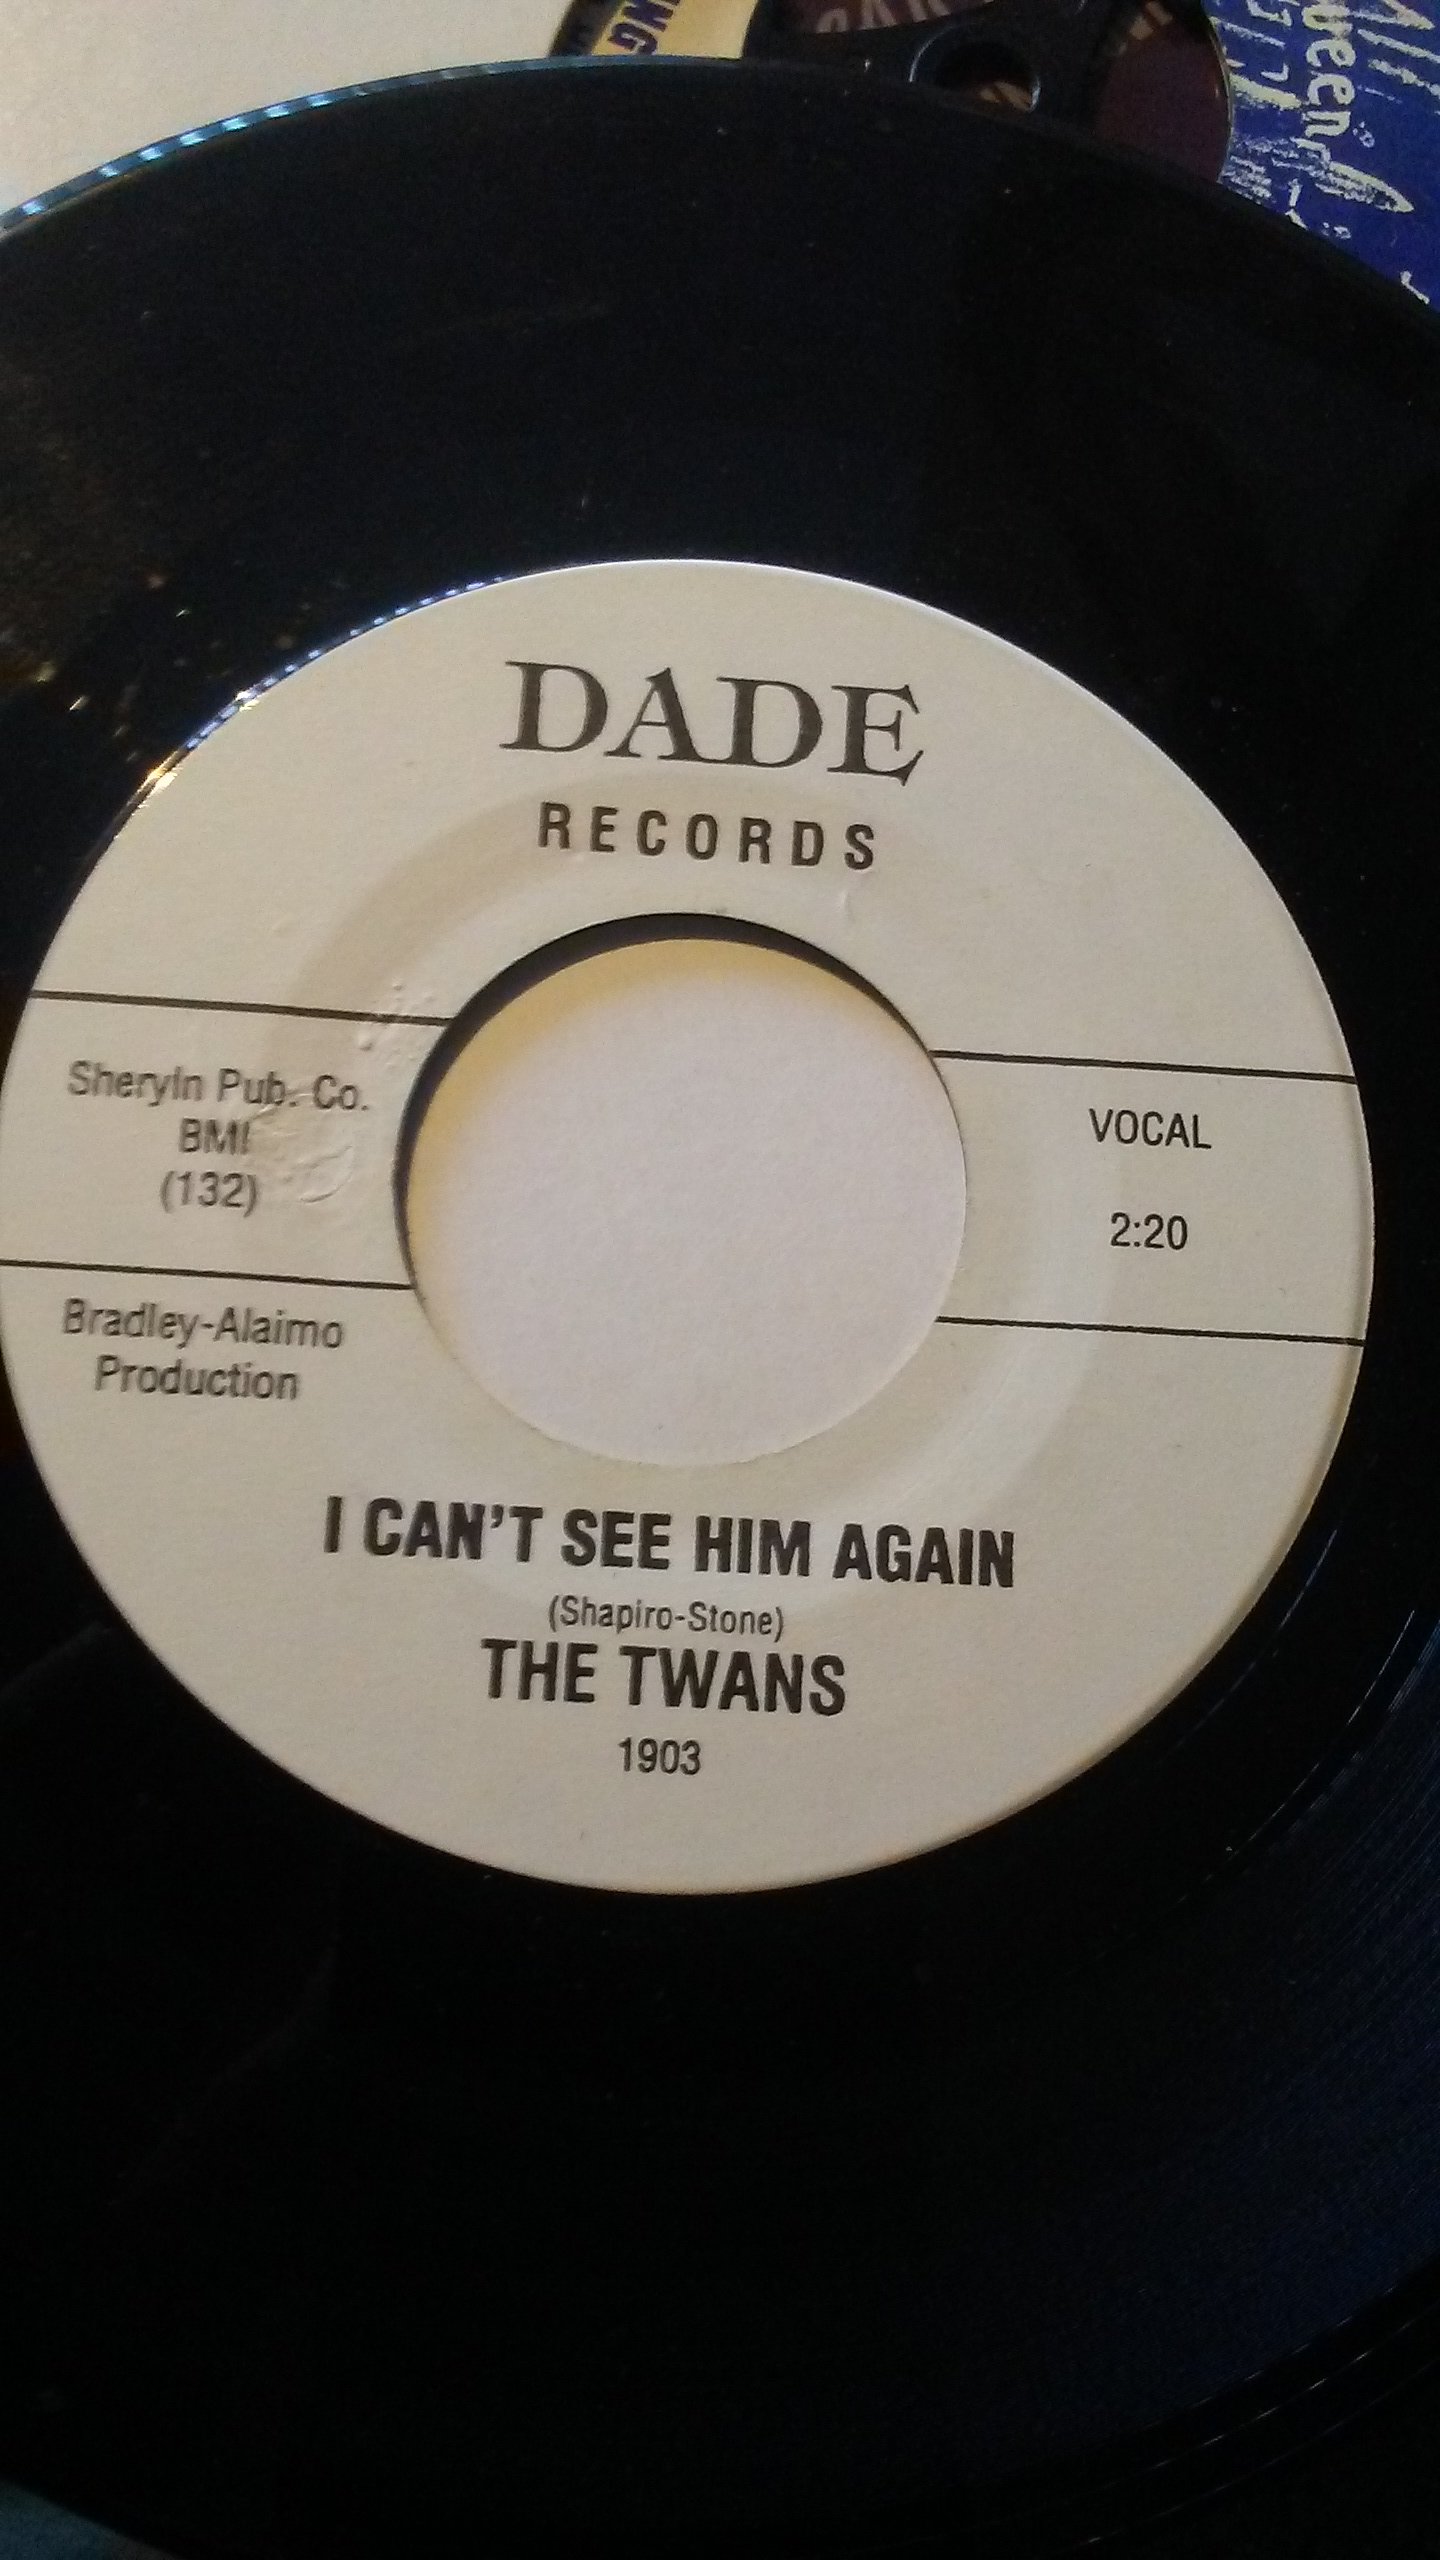 DADE
RECORDS
Sheryln Pub. Co.
BMI
(132)
VOCAL
2:20
Bradley-Alaimo
Production
I CAN'T SEE HIM AGAIN
(Shapiro-Stone)
THE TWANS
1903